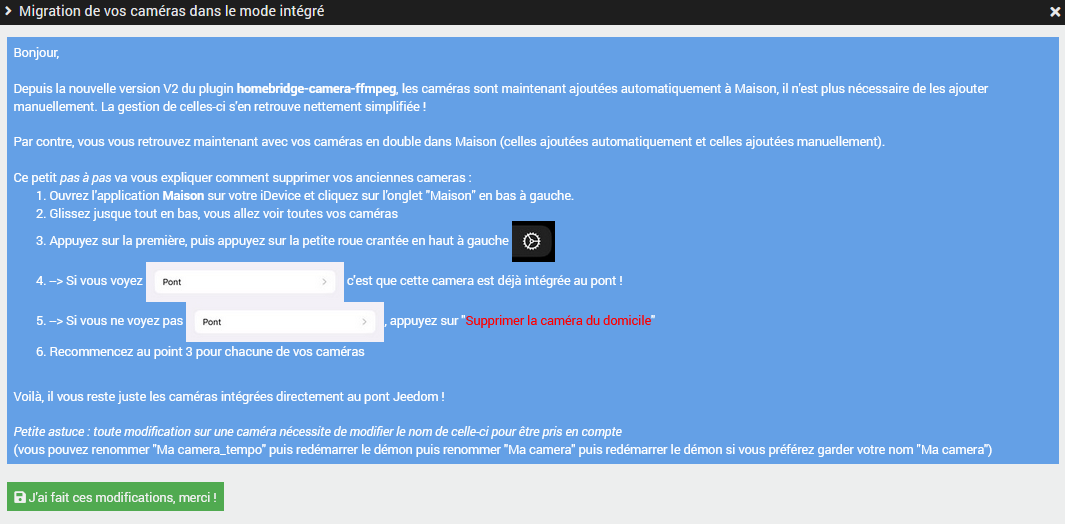 Migration de vos caméras dans le mode intégré
Bonjour,
Depuis la nouvelle version V2 du plugin homebridge-camera-ffmpeg, les caméras sont maintenant ajoutées automatiquement à Maison, il n'est plus nécessaire de les ajouter
manuellement. La gestion de celles-ci s'en retrouve nettement simplifiée !
Par contre, vous vous retrouvez maintenant avec vos caméras en double dans Maison (celles ajoutées automatiquement et celles ajoutées manuellement).
Ce petit pas à pas va vous expliquer comment supprimer vos anciennes cameras :
1. Ouvrez l'application Maison sur votre iDevice et cliquez sur l'onglet "Maison" en bas à gauche.
2. Glissez jusque tout en bas, vous allez voir toutes vos caméras
3. Appuyez sur la première, puis appuyez sur la petite roue crantée en haut à gauche
4. --> Si vous voyez Pont c'est que cette camera est déjà intégrée au pont !
5. --> Si vous ne voyez pas Pont , appuyez sur "Supprimer la caméra du domicile"
6. Recommencez au point 3 pour chacune de vos caméras
Voilà, il vous reste juste les caméras intégrées directement au pont Jeedom !
Petite astuce : toute modification sur une caméra nécessite de modifier le nom de celle-ci pour être pris en compte
(vous pouvez renommer "Ma camera_tempo" puis redémarrer le démon puis renommer "Ma camera" puis redémarrer le démon si vous préférez garder votre nom "Ma camera")
J'ai fait ces modifications, merci !